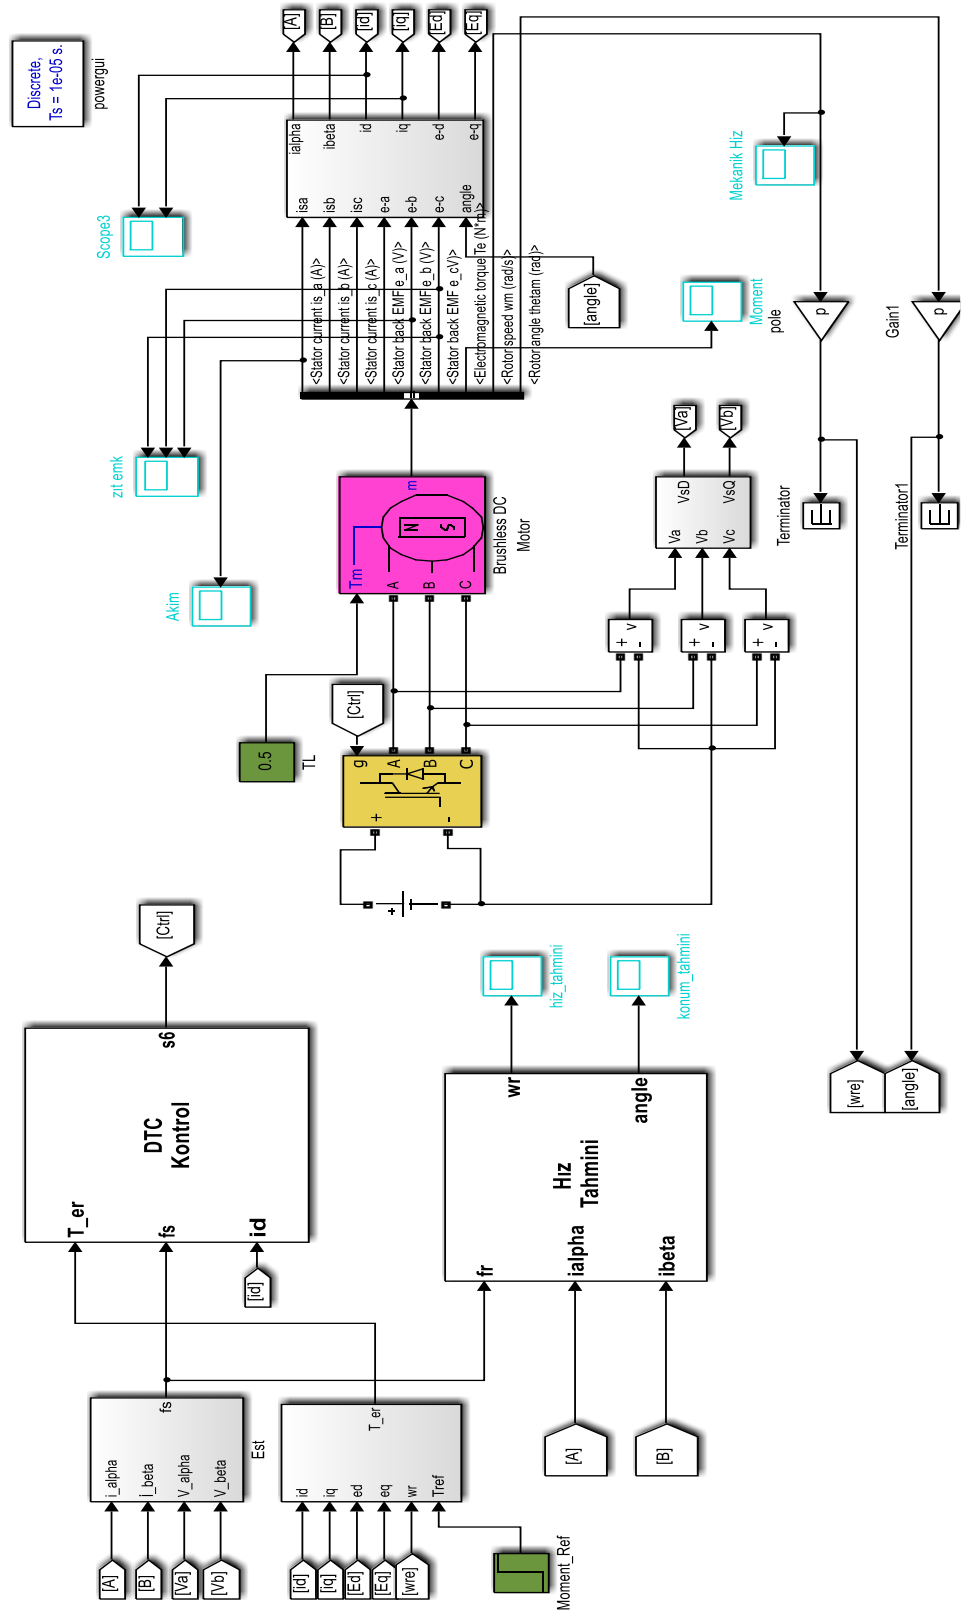 Discrete,
Ts = 1e-05 s.
powergui
[A]
[B]
[id]
[iq]
[Ed]
[Eq]
ialpha
ibeta
id
iq
e-d
e-q
isa
isb
isc
e-a
e-b
e-c
angle
Scope3
zıt emk
Akim
<Stator current is_a (A)>
<Stator current is_b (A)>
<Stator current is_c (A)>
<Stator back EMF e_a (V)>
<Stator back EMF e_b (V)>
<Stator back EMF e_cV)>
<Electromagnetic torque Te (N*m)>
<Rotor speed wm (rad/s)>
<Rotor angle thetam (rad)>
[angle]
Mekanik Hiz
Moment
pole
p
Gain1
p
Terminator
Terminator1
[wre]
[angle]
Tm
m
A
B
C
N
S
Brushless DC
Motor
0.5
TL
[Ctrl]
g
A
B
C
+
-
+
Va
Vb
Vc
VsD
VsQ
[Va]
[Vb]
+
-
v
+
-
v
+
-
v
[Ctrl]
s6
DTC
Kontrol
T_er
fs
id
[id]
hiz_tahmini
konum_tahmini
wr
angle
Hız
Tahmini
fr
ialpha
ibeta
[A]
[B]
fs
i_alpha
i_beta
V_alpha
V_beta
Est
[A]
[B]
[Va]
[Vb]
T_er
id
iq
ed
eq
wr
Tref
[id]
[iq]
[Ed]
[Eq]
[wre]
Moment_Ref